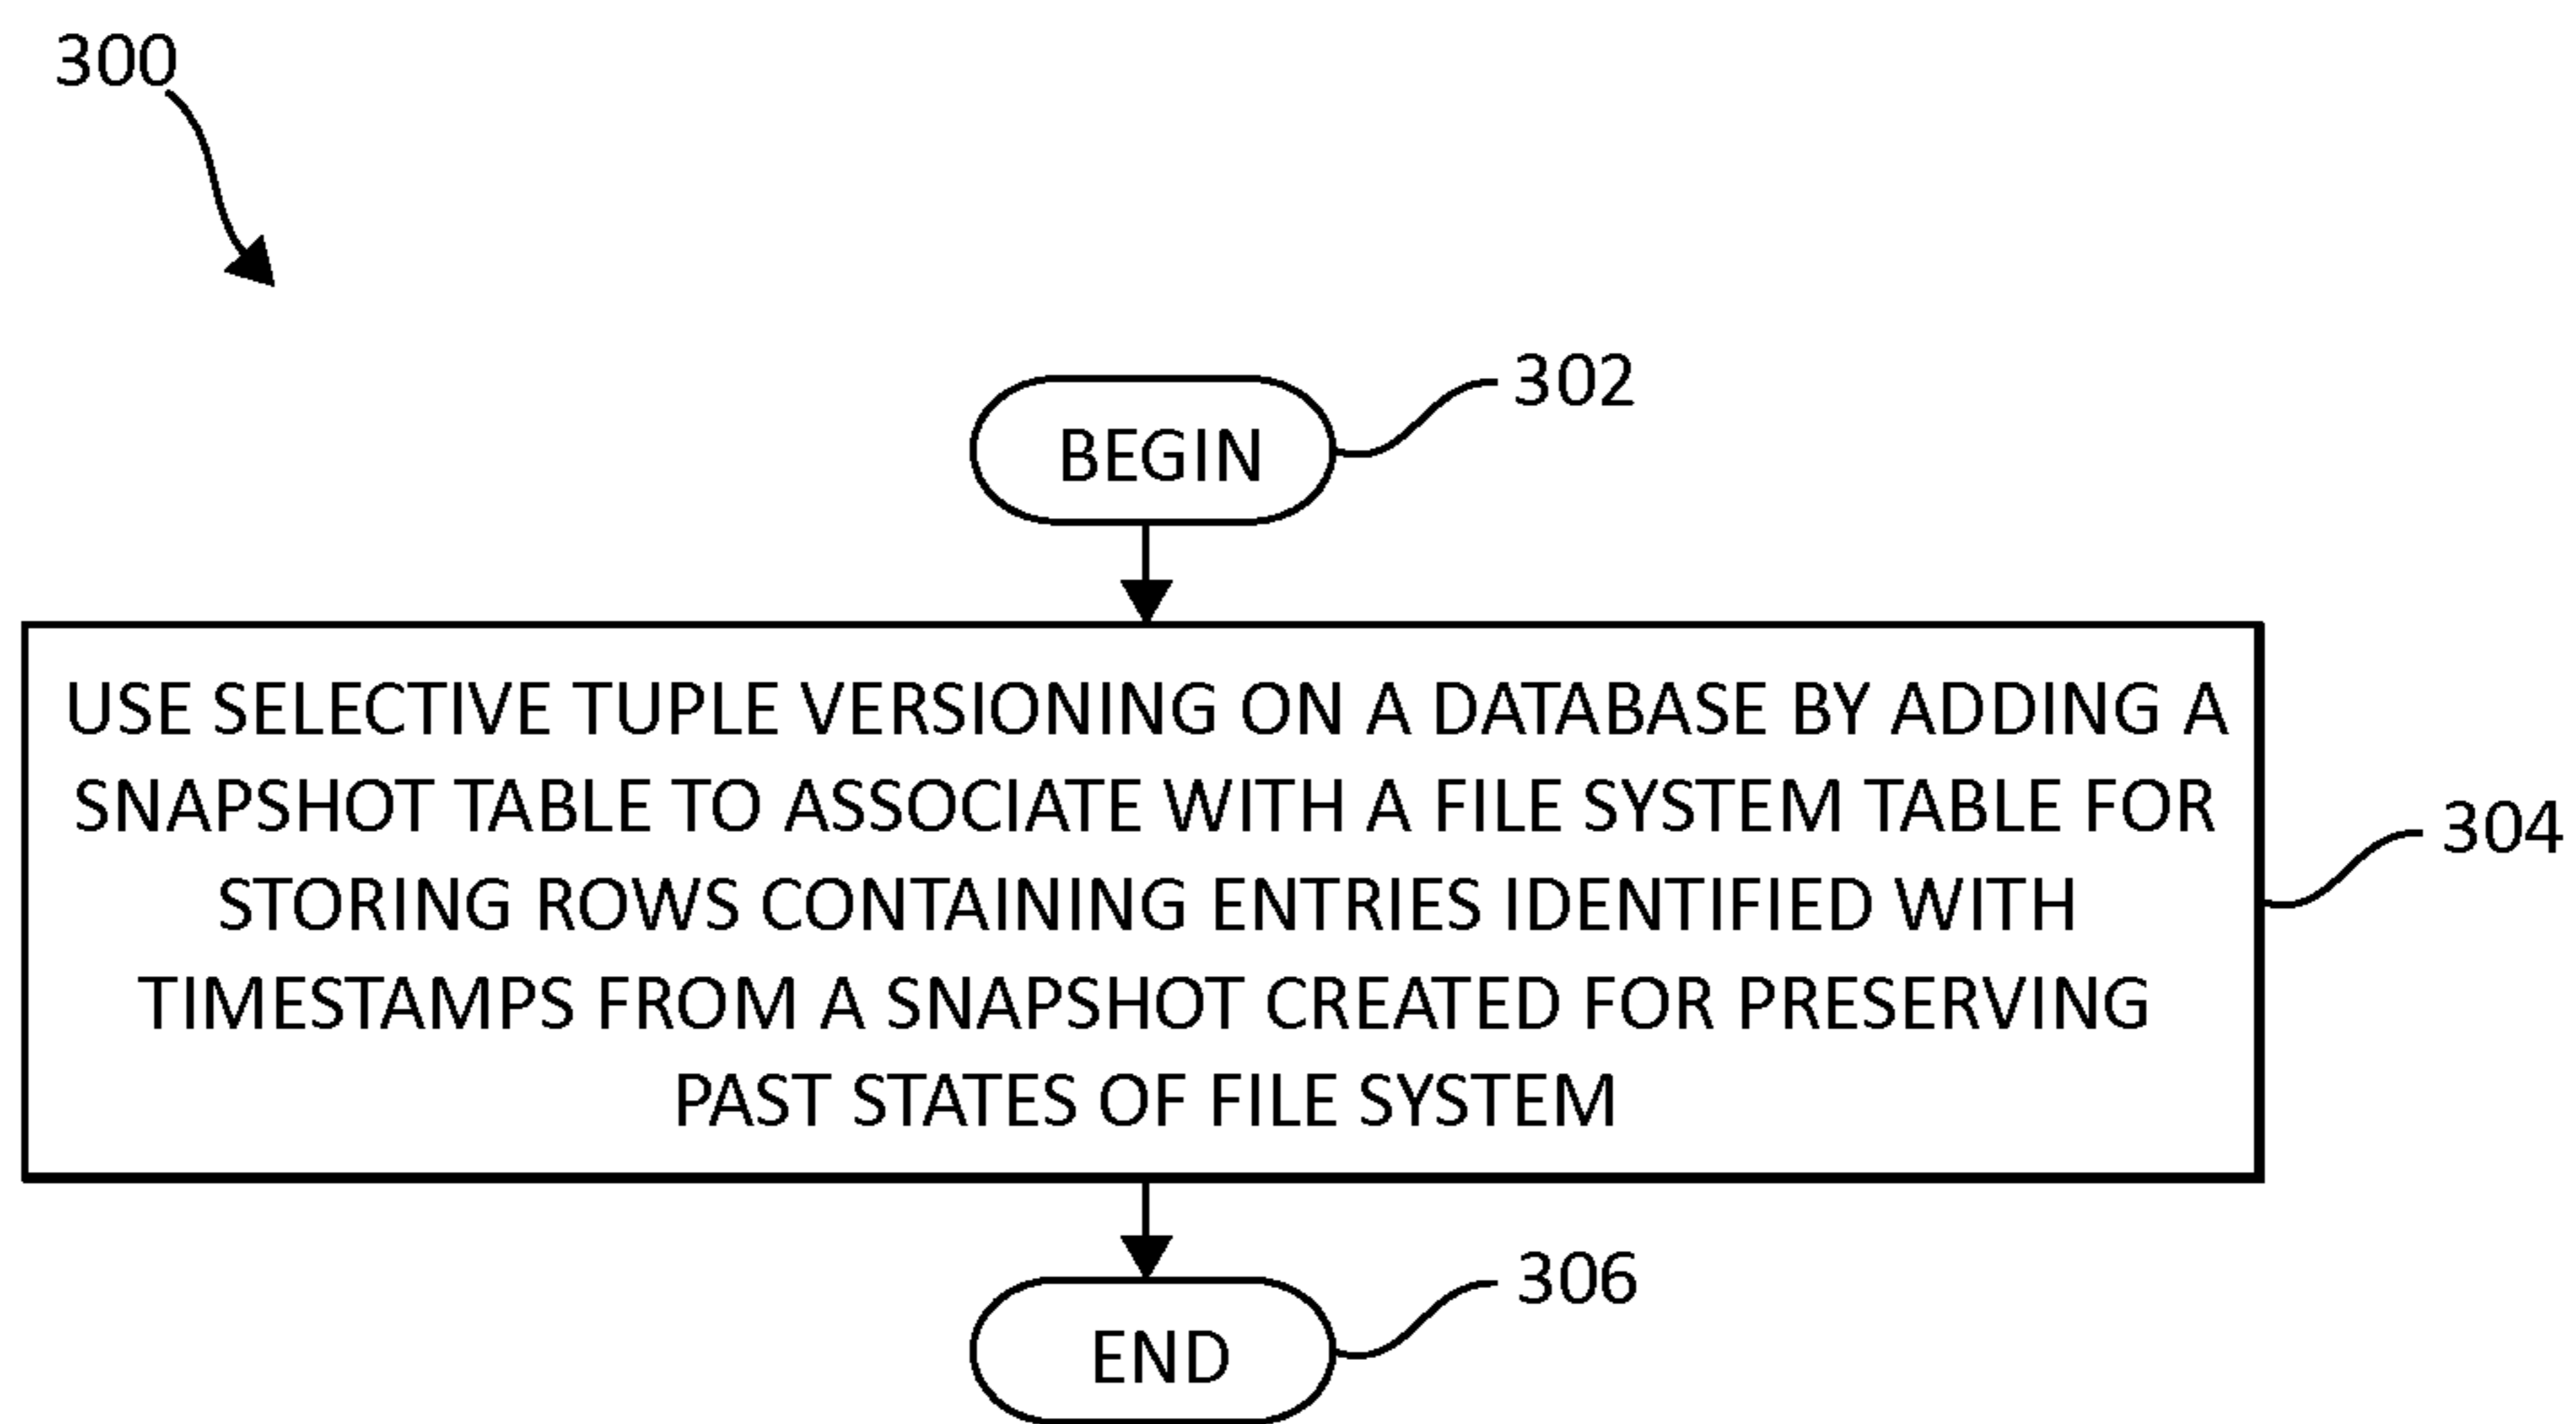 300
302
BEGIN
USE SELECTIVE TUPLE VERSIONING ON A DATABASE BY ADDING A
SNAPSHOT TABLE TO ASSOCIATE WITH A FILE SYSTEM TABLE FOR
STORING ROWS CONTAINING ENTRIES IDENTIFIED WITH
TIMESTAMPS FROM A SNAPSHOT CREATED FOR PRESERVING
PAST STATES OF FILE SYSTEM
304
306
END